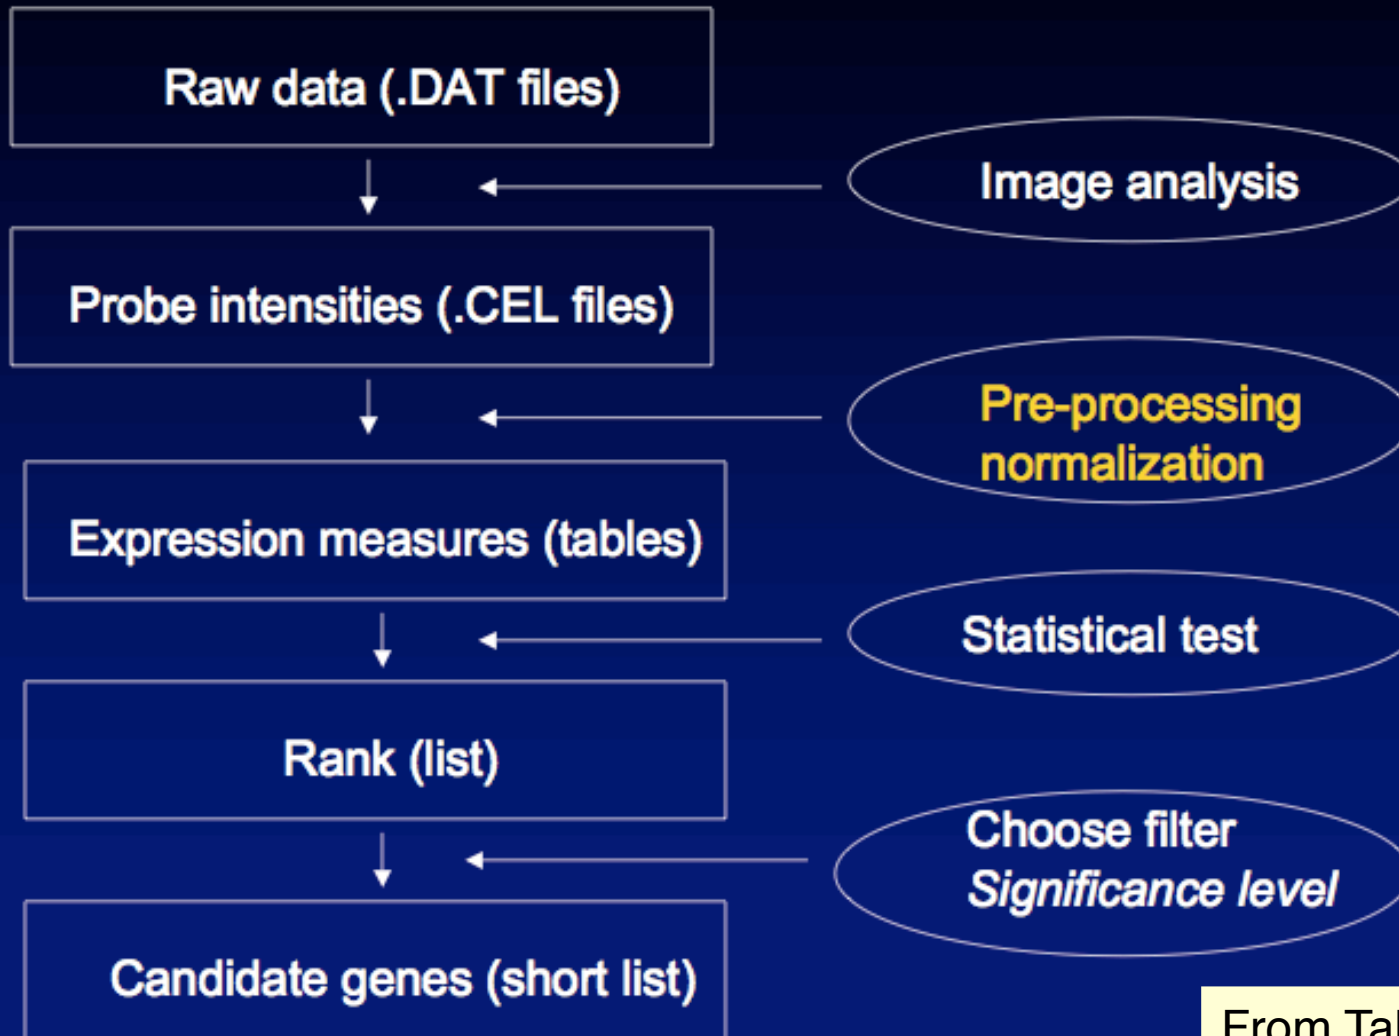 Raw data (.DAT files)
Image analysis
Probe intensities (.CEL files)
Pre-processing
normalization
Expression measures (tables)
Statistical test
Rank (list)
Choose filter
Significance level
Candidate genes (short list)
From